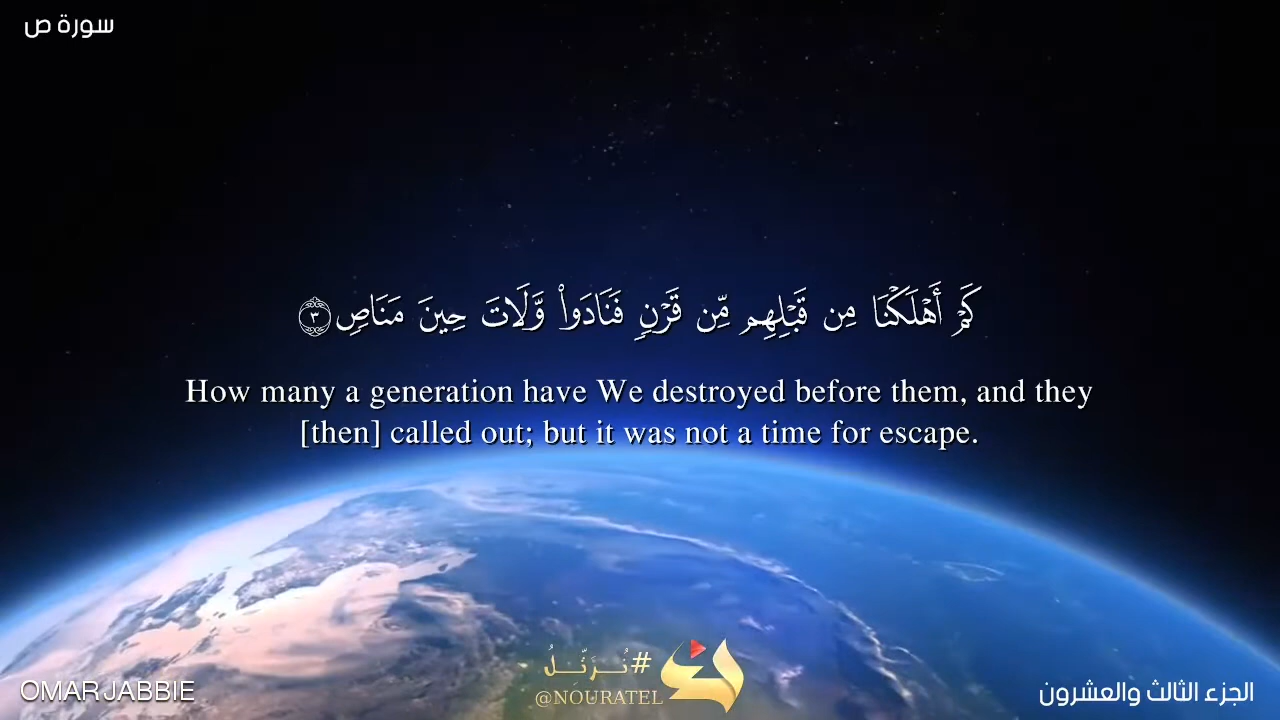 سورة ص
كَمْ أَهْلَكْنَا مِن قَبْلِهِم مِّن قَرْنٍ فَنَادَوا۟ وَّلَاتَ حِينَ مَنَاصٍ ٣
How many a generation have We destroyed before them, and they
[then] called out; but it was not a time for escape.
#نُرَتِّلُ
@NOURATEL
OMAR JABBIE
الجزء الثالث والعشرون